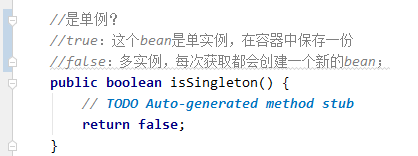 //是单例？
//true：这个bean是单实例，在容器中保存一份
//false：多实例，每次获取都会创建一个新的bean；
public boolean isSingleton() {
// TODO Auto-generated method stub
return false;
}